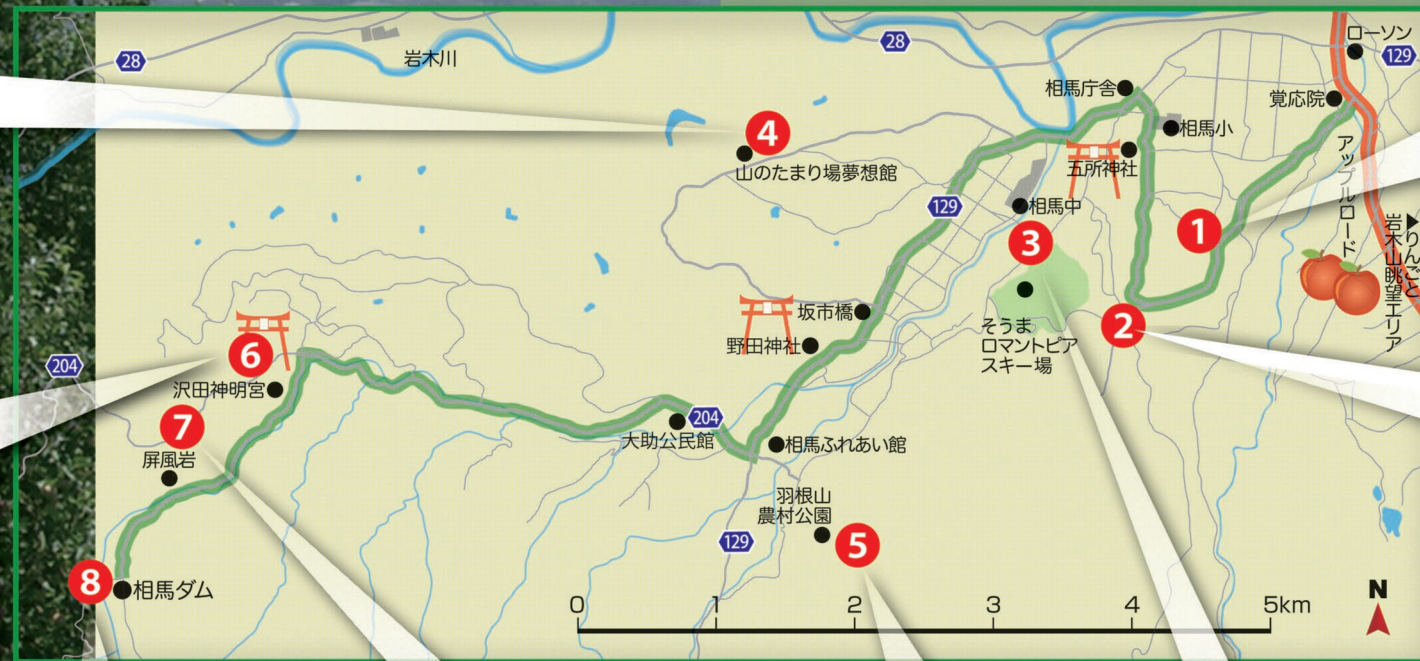 28
岩木川
28
ローソン
129
相馬庁舎
覚応院
相馬小
4
山のたまり場夢想館
五所神社
アップルロード
129
相馬中
1
▶りんごと
岩木山眺望エリア
3
坂市橋
そうま
ロマントピア
スキー場
2
野田神社
6
204
沢田神明宮
7
屏風岩
大助公民館
204
相馬ふれあい館
羽根山
農村公園
129
5
8
相馬ダム
0
1
2
3
4
5km
N